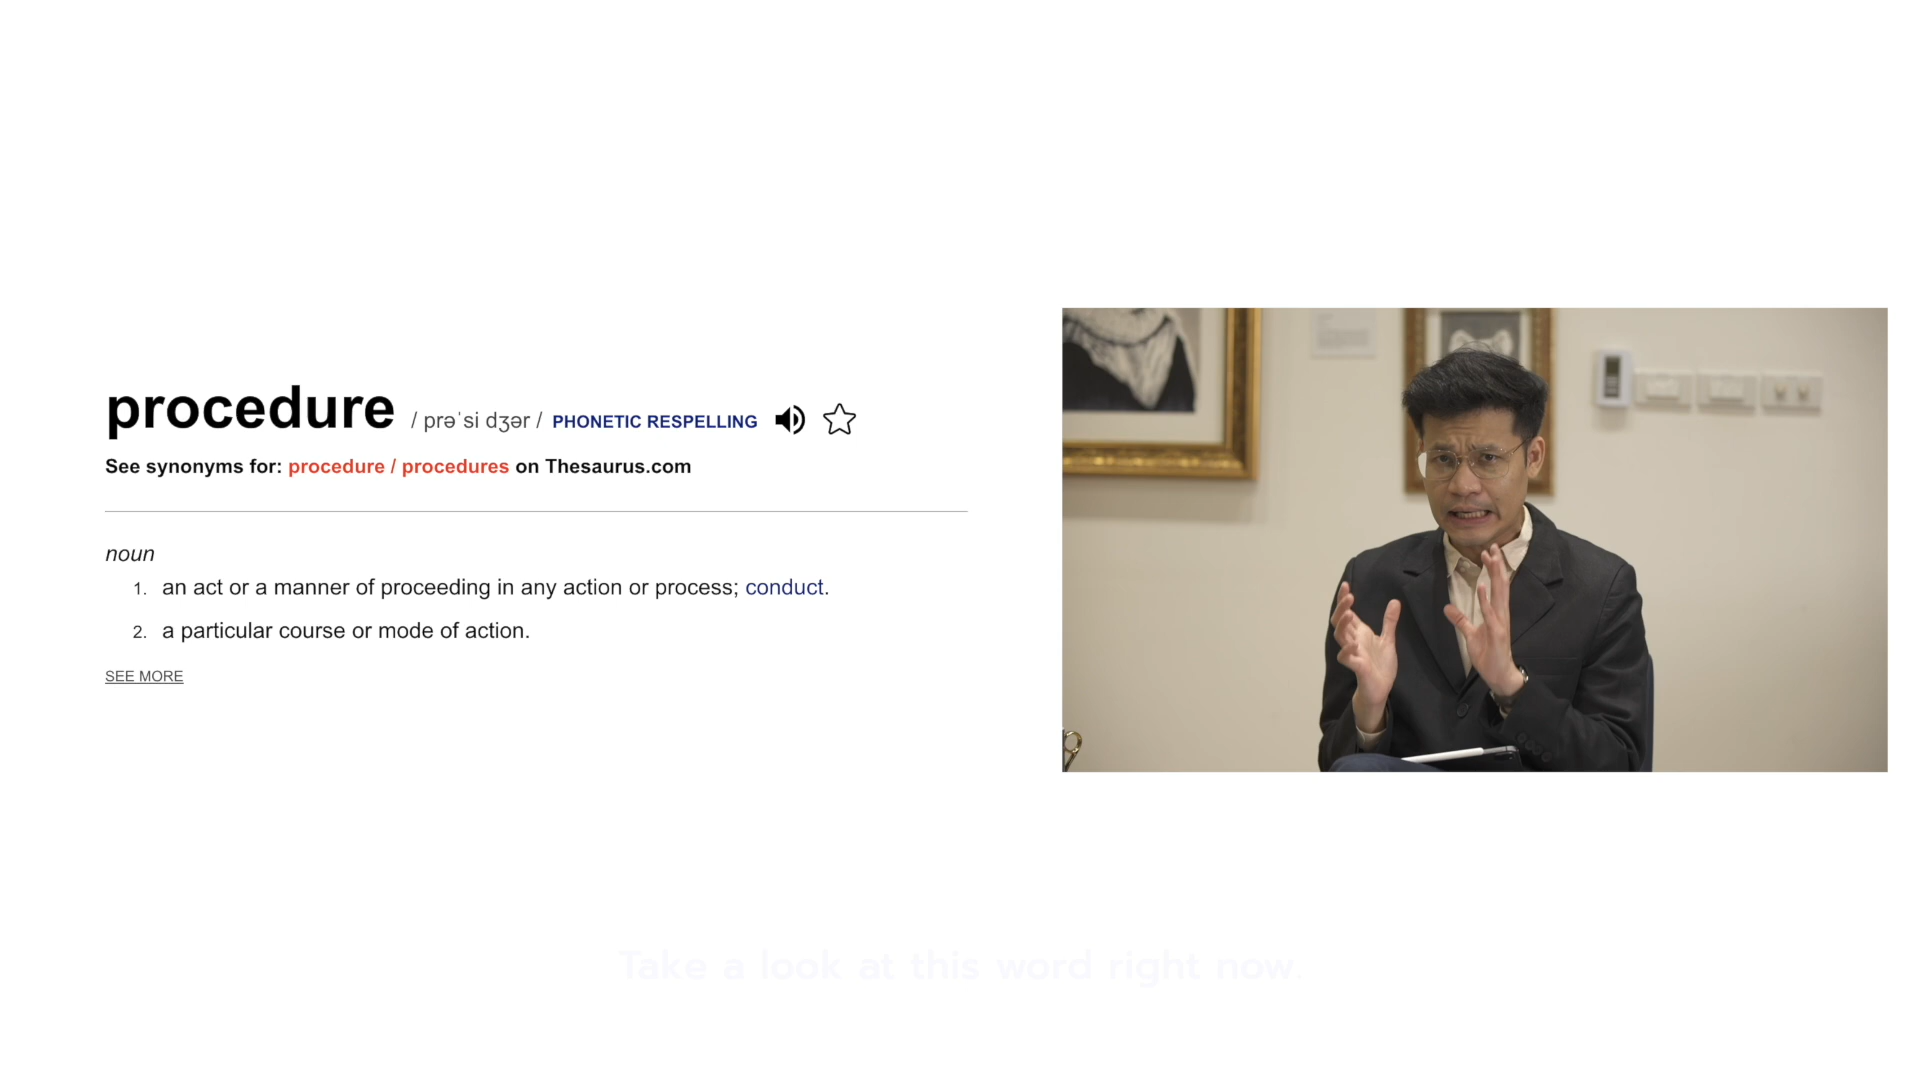 procedure / prəˈsi dʒər / PHONETIC RESPELLING
See synonyms for: procedure / procedures on Thesaurus.com
noun
1. an act or a manner of proceeding in any action or process; conduct.
2. a particular course or mode of action.
SEE MORE
Take a look at this word right now.